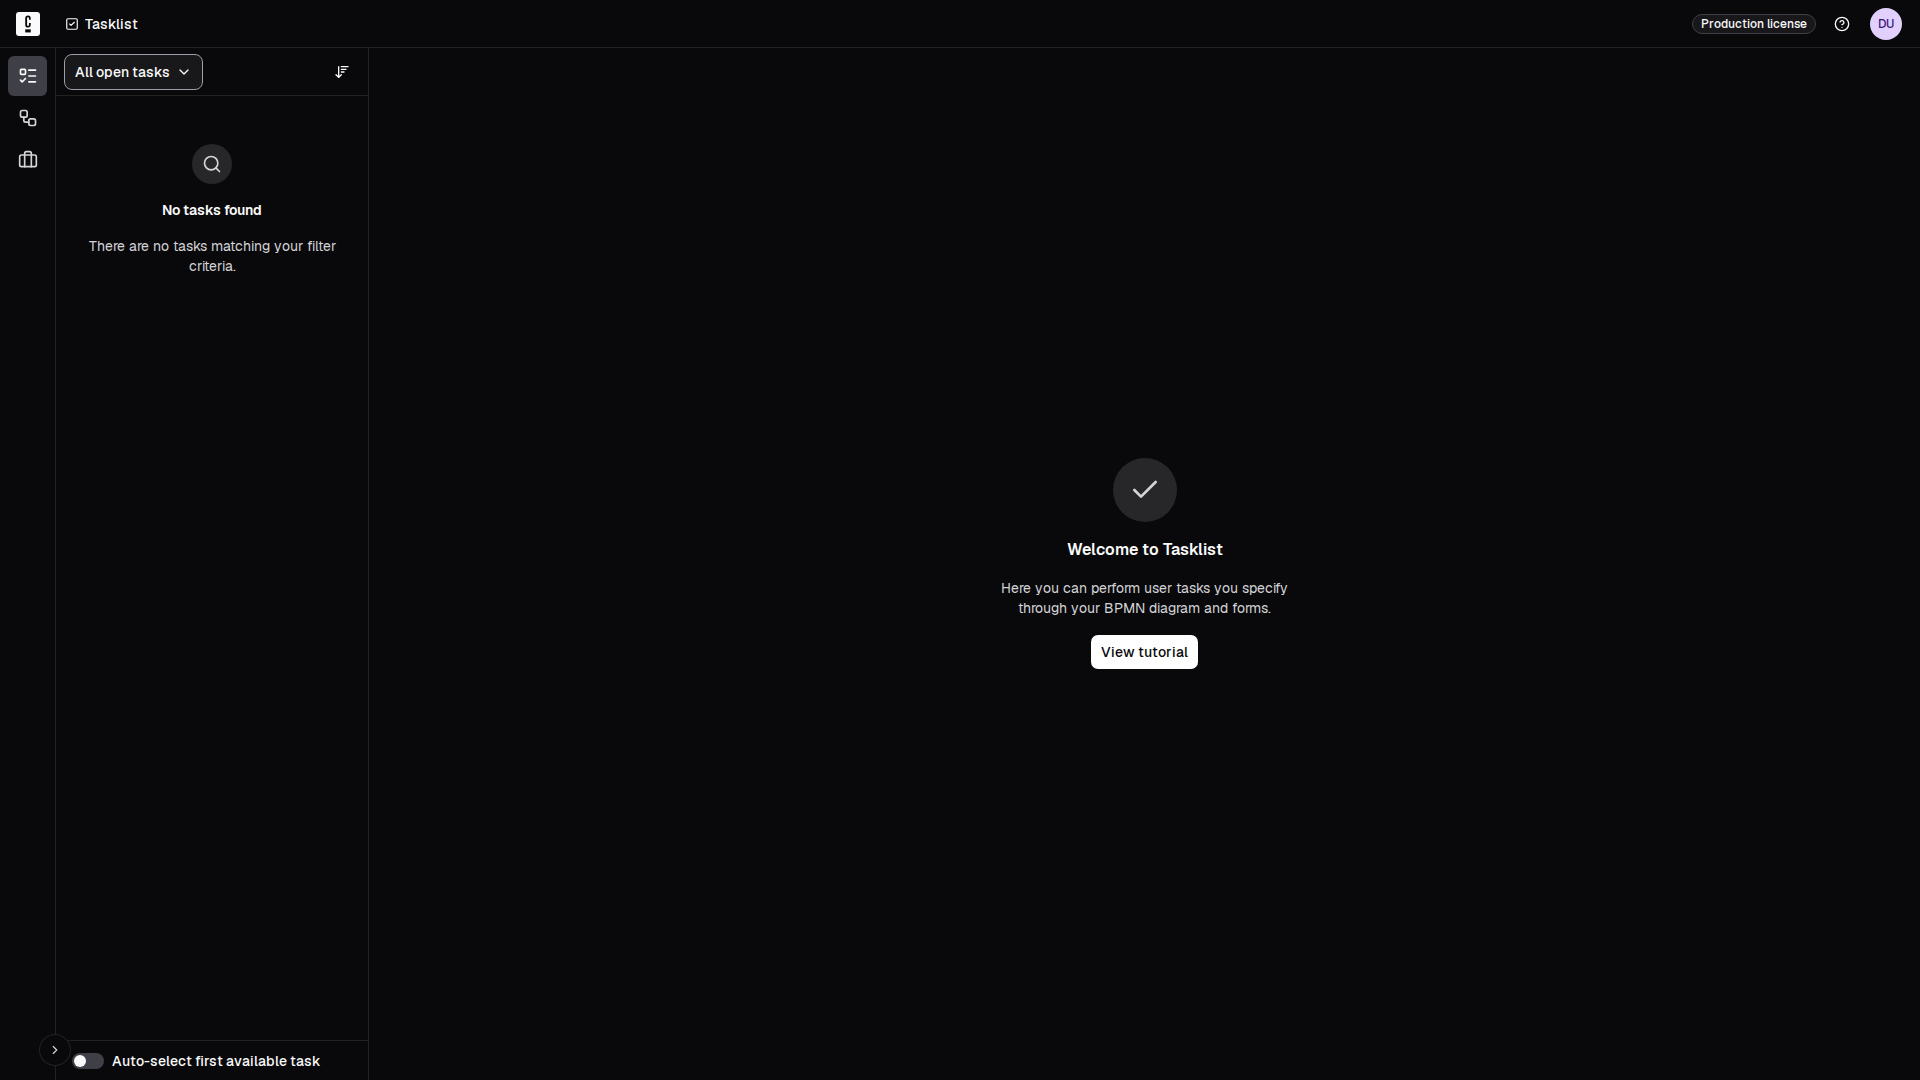 Tasklist
Production license
DU
All open tasks
No tasks found
There are no tasks matching your filter
criteria.
Welcome to Tasklist
Here you can perform user tasks you specify
through your BPMN diagram and forms.
View tutorial
Auto-select first available task